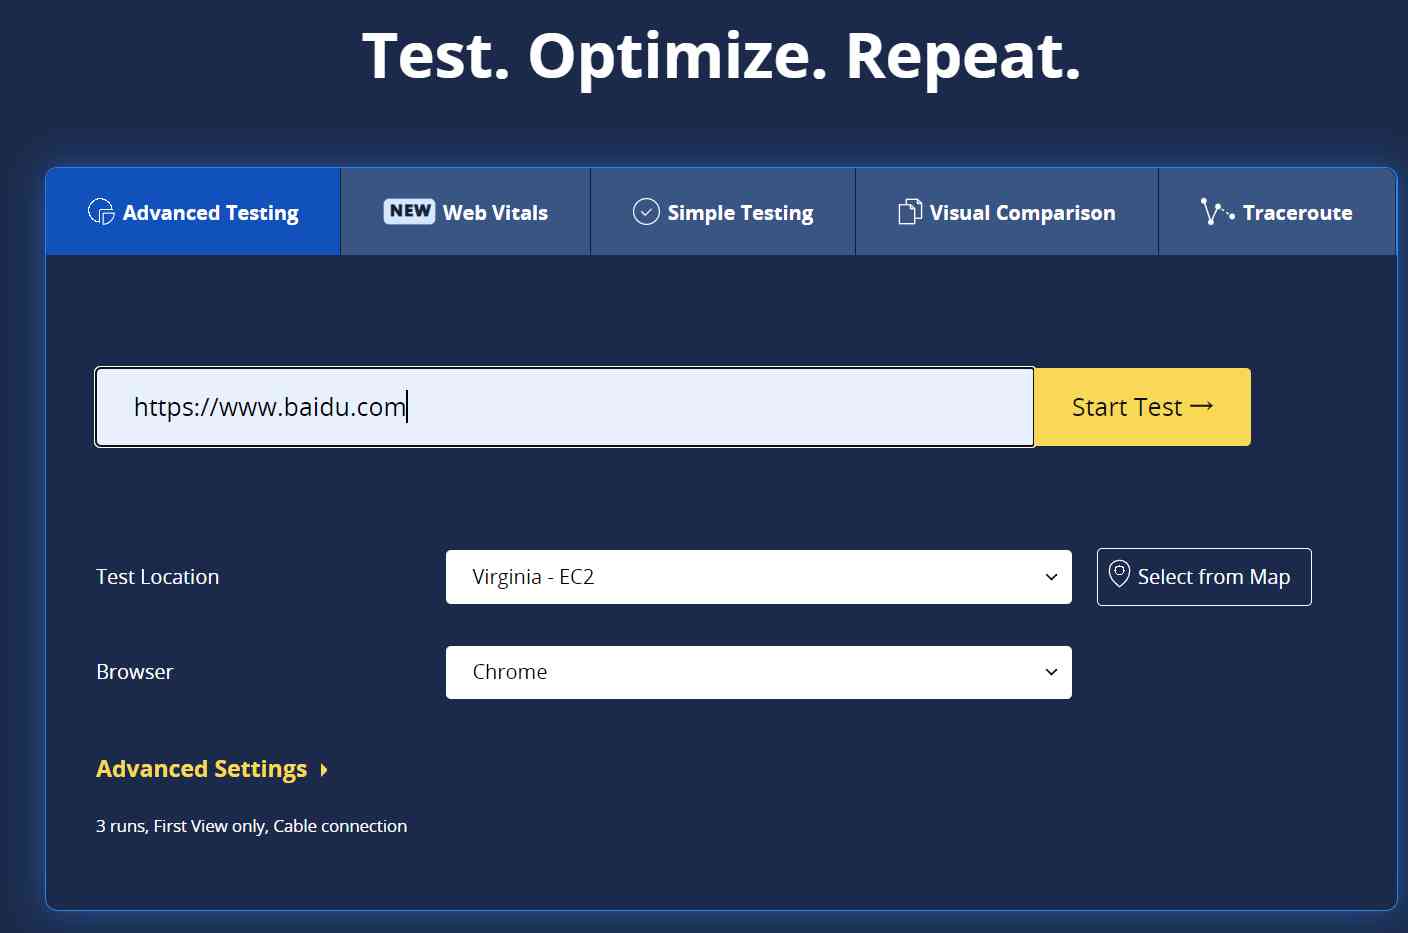 Test. Optimize. Repeat.
Advanced Testing
NEW Web Vitals
Simple Testing
Visual Comparison
Traceroute
https://www.baidu.com
Start Test →
Test Location
Virginia - EC2
Select from Map
Browser
Chrome
Advanced Settings
3 runs, First View only, Cable connection